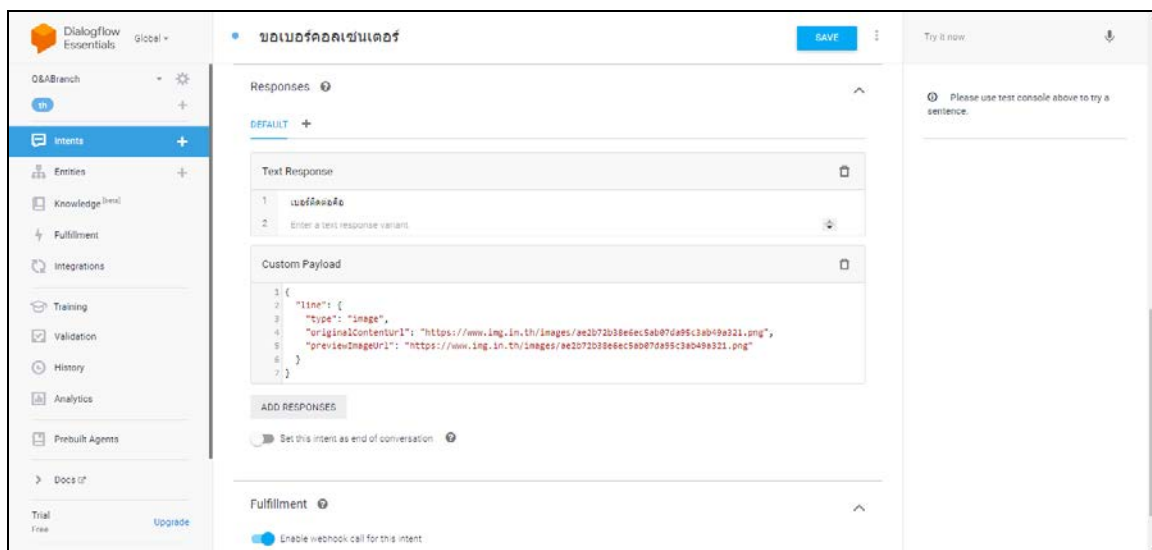 Dialogflow
Essentials
Global
ขอเบอร์คอลเซ็นเตอร์
SAVE
Try it now
Q&ABranch
th
Responses
Please use test console above to try a
sentence.
DEFAULT
Intents
Entities
Knowledge [beta]
Fulfillment
Integrations
Training
Validation
History
Analytics
Prebuilt Agents
Docs
Trial
Free
Upgrade
Text Response
1 เบอร์ติดต่อคือ
2 Enter a text response variant
Custom Payload
1 {
2 "line": {
3 "type": "image",
4 "originalContentUrl": "https://www.img.in.th/images/ae2b72b38e6ec5ab07da95c3ab49a321.png",
5 "previewImageUrl": "https://www.img.in.th/images/ae2b72b38e6ec5ab07da95c3ab49a321.png"
6 }
7 }
ADD RESPONSES
Set this intent as end of conversation
Fulfillment
Enable webhook call for this intent